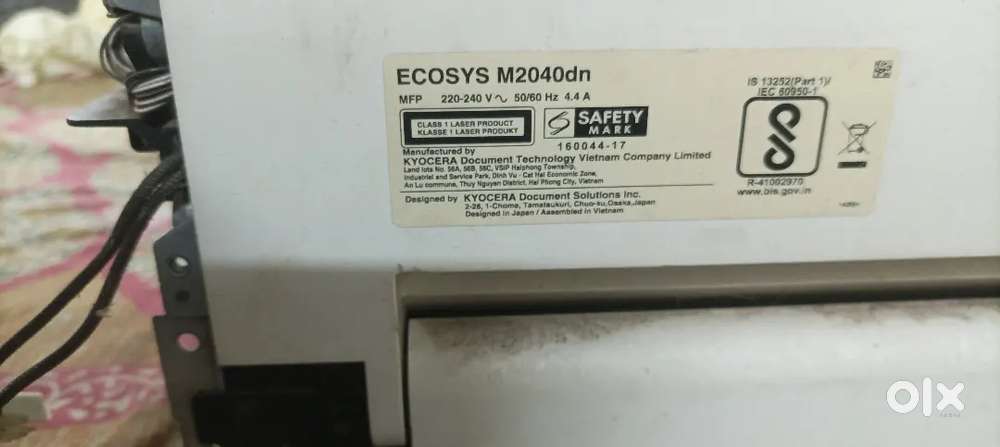 ECOSYS M2040dn
MFP 220-240 V ~ 50/60 Hz 4.4 A
CLASS 1 LASER PRODUCT
KLASSE 1 LASER PRODUKT
SAFETY
MARK
160044-17
Manufactured by
KYOCERA Document Technology Vietnam Company Limited
Land lots No. 56A, 56B, 56C, VSIP Haiphong Township,
Industrial and Service Park, Dinh Vu - Cat Hai Economic Zone,
An Lu commune, Thuy Nguyen District, Hai Phong City, Vietnam
Designed by KYOCERA Document Solutions Inc.
2-28, 1-Chome, Tamatsukuri, Chuo-ku, Osaka, Japan
Designed in Japan / Assembled in Vietnam
IS 13252(Part 1)/
IEC 60950-1
R-41002970
www.bis.gov.in
olx